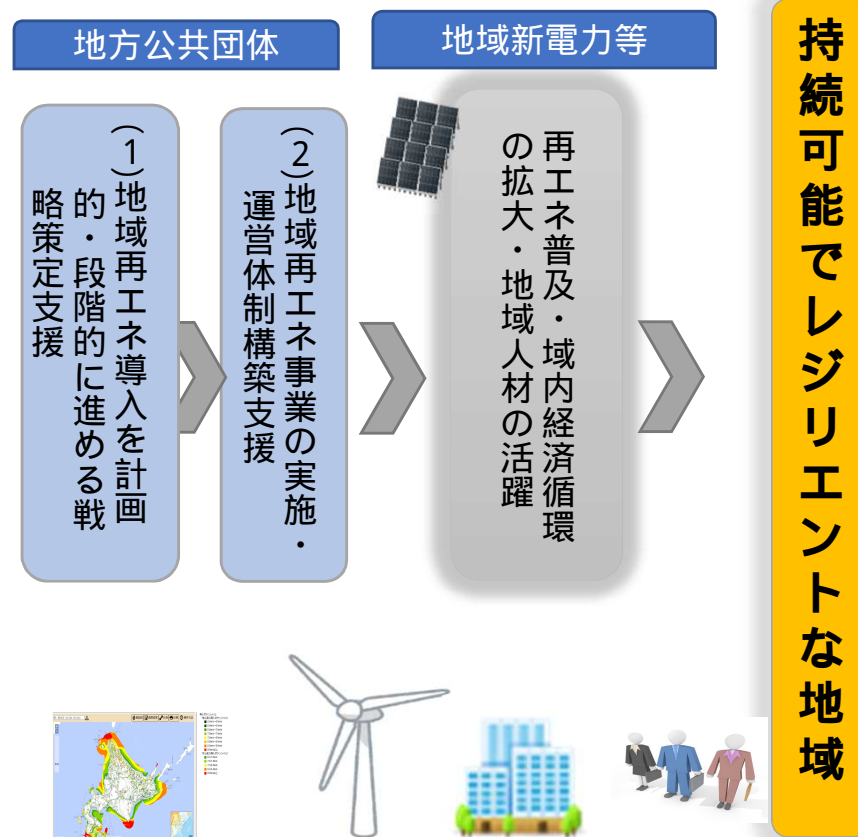 地方公共団体
地域新電力等
(1)地域再エネ導入を計画
的・段階的に進める戦
略策定支援
(2)地域再エネ事業の実施・
運営体制構築支援
再エネ普及・域内経済循環
の拡大・地域人材の活躍
持続可能でレジリエントな地域